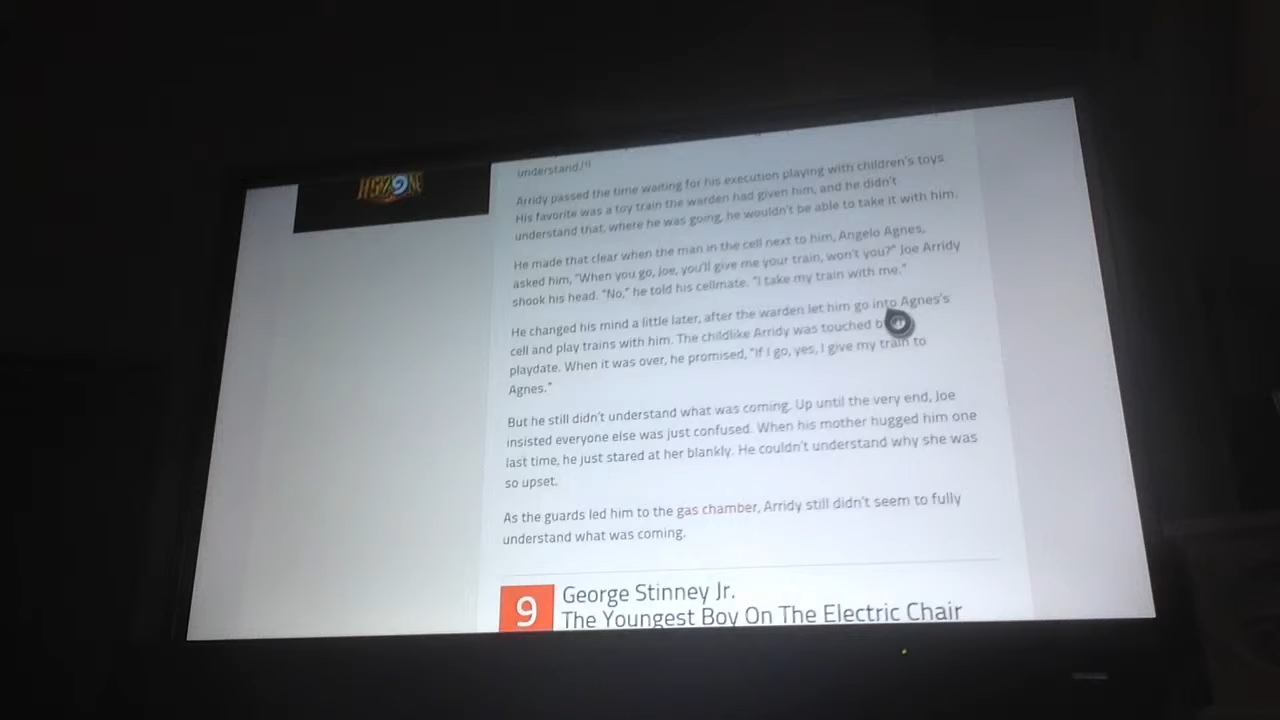 understand.[1]
Arridy passed the time waiting for his execution playing with children's toys.
His favorite was a toy train the warden had given him, and he didn't
understand that, where he was going, he wouldn't be able to take it with him.
He made that clear when the man in the cell next to him, Angelo Agnes,
asked him, "When you go, Joe, you'll give me your train, won't you?" Joe Arridy
shook his head. "No," he told his cellmate. "I take my train with me."
He changed his mind a little later, after the warden let him go into Agnes's
cell and play trains with him. The childlike Arridy was touched
playdate. When it was over, he promised, "If I go, yes, I give my train to
Agnes."
But he still didn't understand what was coming. Up until the very end, Joe
insisted everyone else was just confused. When his mother hugged him one
last time, he just stared at her blankly. He couldn't understand why she was
so upset.
As the guards led him to the gas chamber, Arridy still didn't seem to fully
understand what was coming.
9
George Stinney Jr.
The Youngest Boy On The Electric Chair